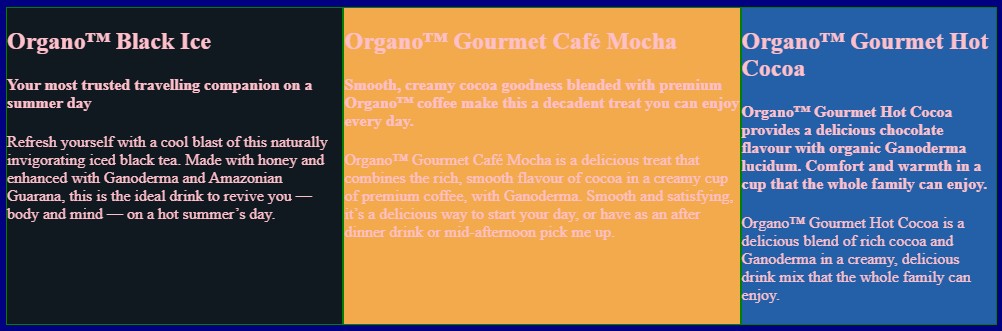 Organo™ Black Ice
Your most trusted travelling companion on a
summer day
Refresh yourself with a cool blast of this naturally
invigorating iced black tea. Made with honey and
enhanced with Ganoderma and Amazonian
Guarana, this is the ideal drink to revive you —
body and mind — on a hot summer’s day.
Organo™ Gourmet Café Mocha
Smooth, creamy cocoa goodness blended with premium
Organo™ coffee make this a decadent treat you can enjoy
every day.
Organo™ Gourmet Café Mocha is a delicious treat that
combines the rich, smooth flavour of cocoa in a creamy cup
of premium coffee, with Ganoderma. Smooth and satisfying,
it’s a delicious way to start your day, or have as an after
dinner drink or mid-afternoon pick me up.
Organo™ Gourmet Hot
Cocoa
Organo™ Gourmet Hot Cocoa
provides a delicious chocolate
flavour with organic Ganoderma
lucidum. Comfort and warmth in a
cup that the whole family can enjoy.
Organo™ Gourmet Hot Cocoa is a
delicious blend of rich cocoa and
Ganoderma in a creamy, delicious
drink mix that the whole family can
enjoy.